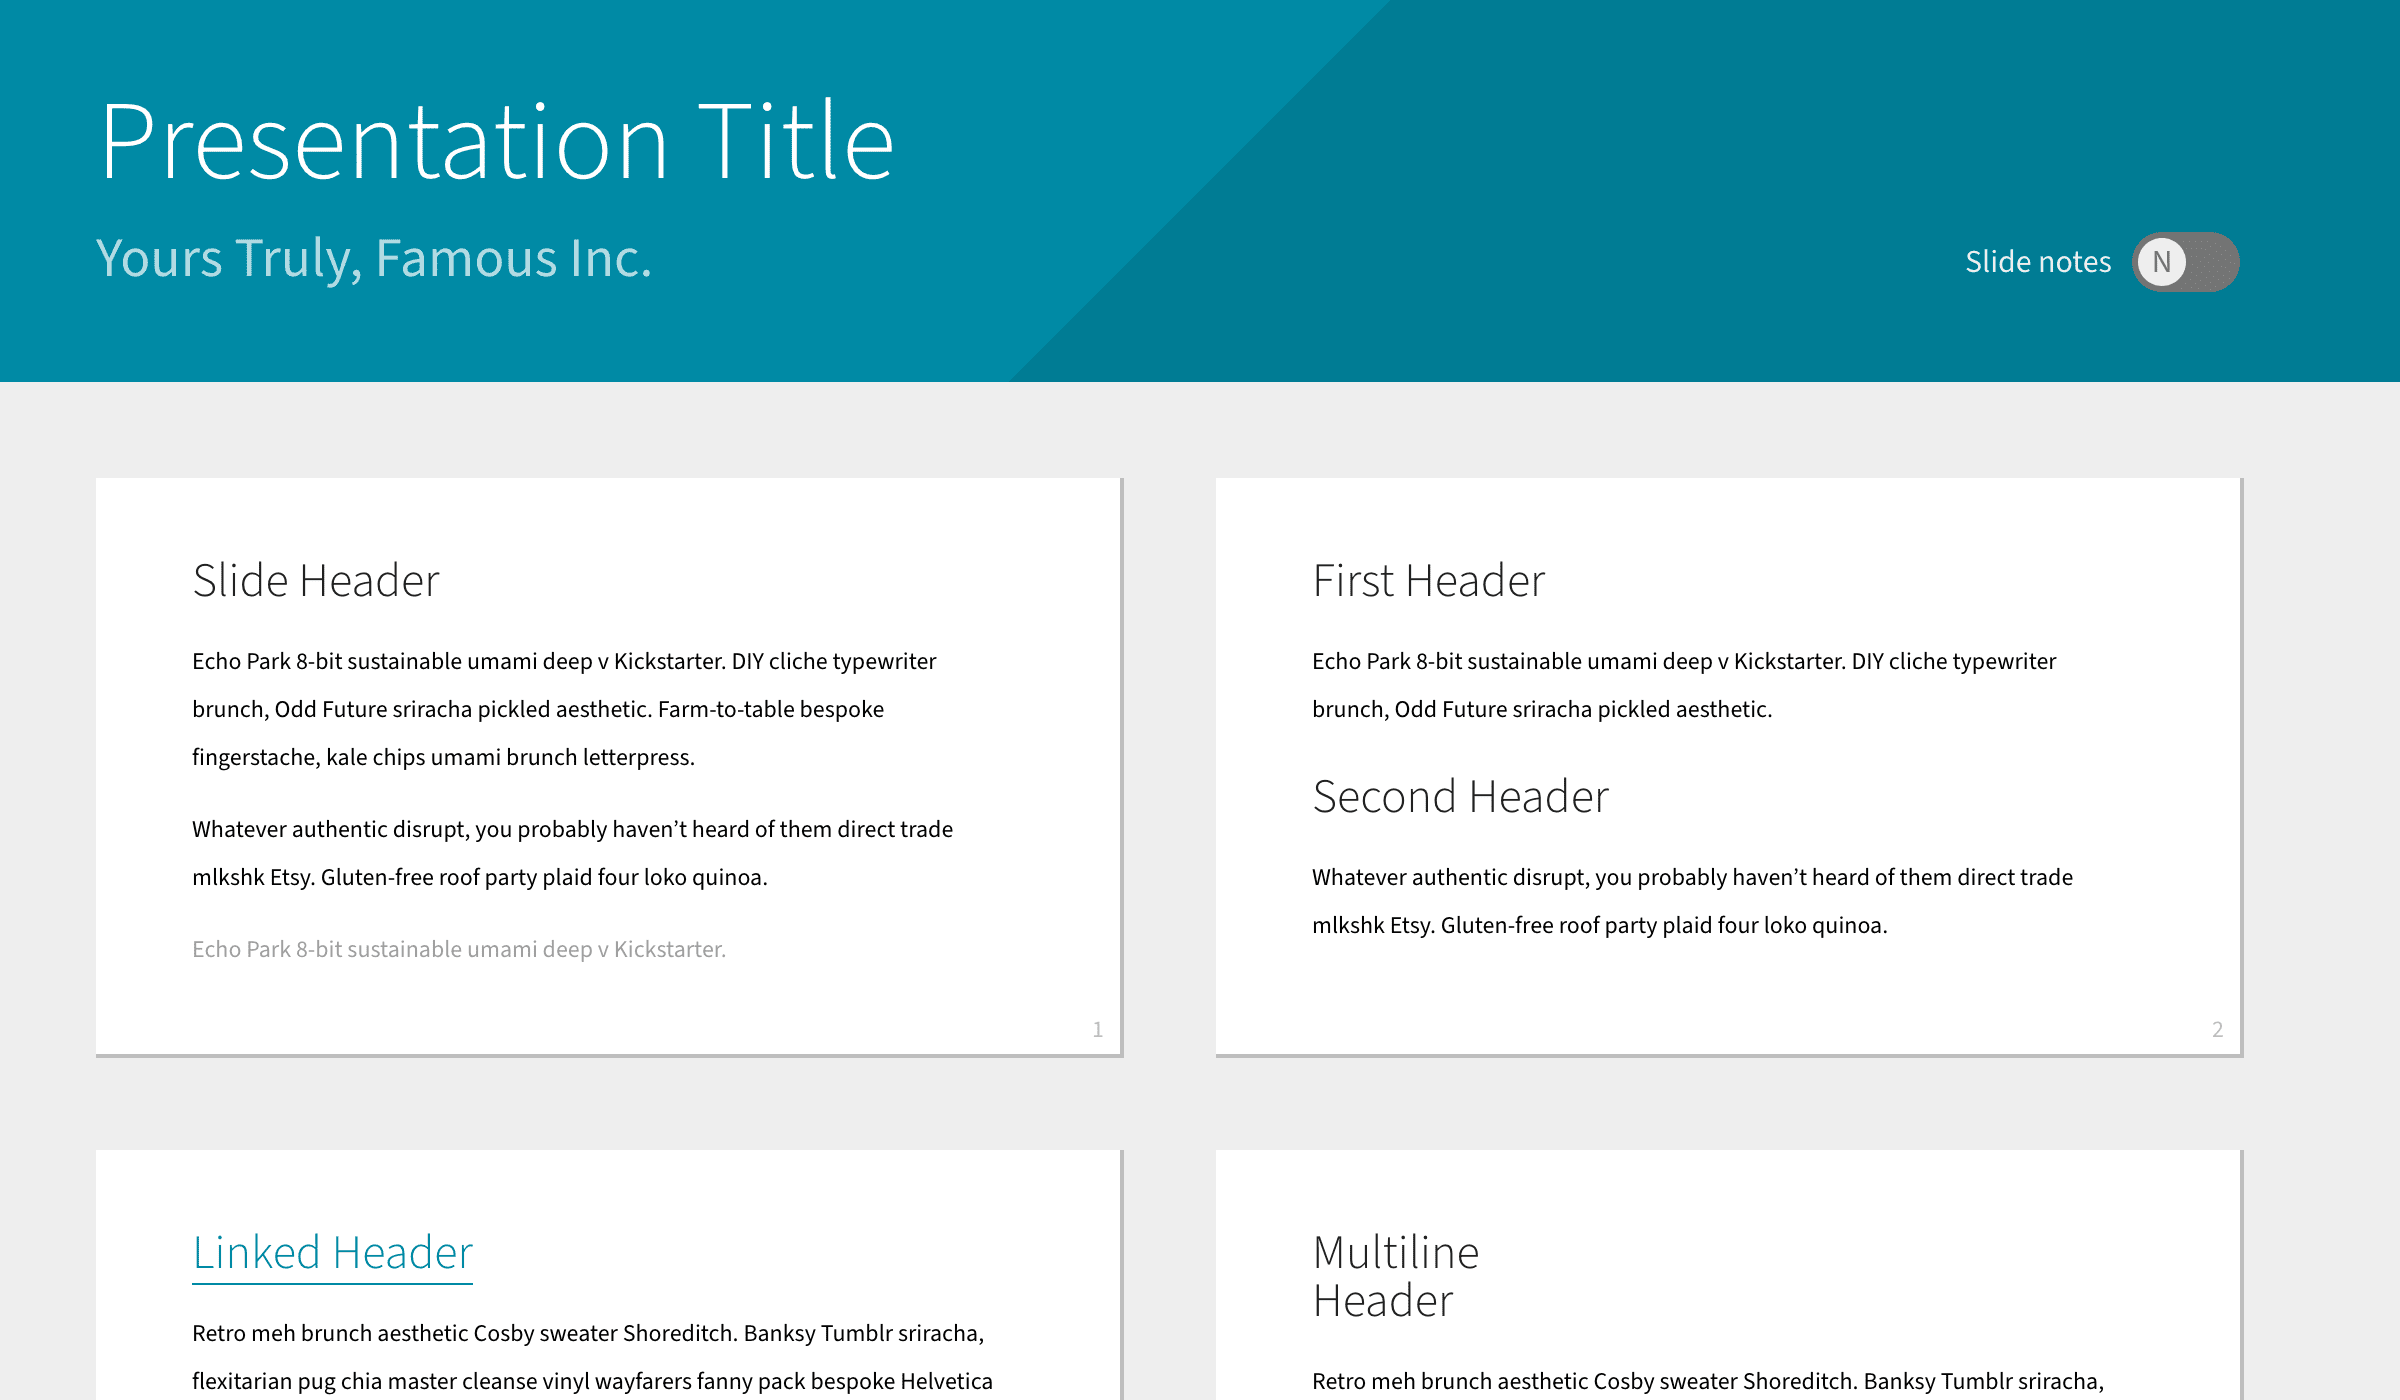 Presentation Title
Yours Truly, Famous Inc.
Slide notes N
Slide Header
Echo Park 8-bit sustainable umami deep v Kickstarter. DIY cliche typewriter
brunch, Odd Future sriracha pickled aesthetic. Farm-to-table bespoke
fingerstache, kale chips umami brunch letterpress.
Whatever authentic disrupt, you probably haven’t heard of them direct trade
mlkshk Etsy. Gluten-free roof party plaid four loko quinoa.
Echo Park 8-bit sustainable umami deep v Kickstarter.
1
First Header
Echo Park 8-bit sustainable umami deep v Kickstarter. DIY cliche typewriter
brunch, Odd Future sriracha pickled aesthetic.
Second Header
Whatever authentic disrupt, you probably haven’t heard of them direct trade
mlkshk Etsy. Gluten-free roof party plaid four loko quinoa.
2
Linked Header
Retro meh brunch aesthetic Cosby sweater Shoreditch. Banksy Tumblr sriracha,
flexitarian pug chia master cleanse vinyl wayfarers fanny pack bespoke Helvetica
Multiline
Header
Retro meh brunch aesthetic Cosby sweater Shoreditch. Banksy Tumblr sriracha,